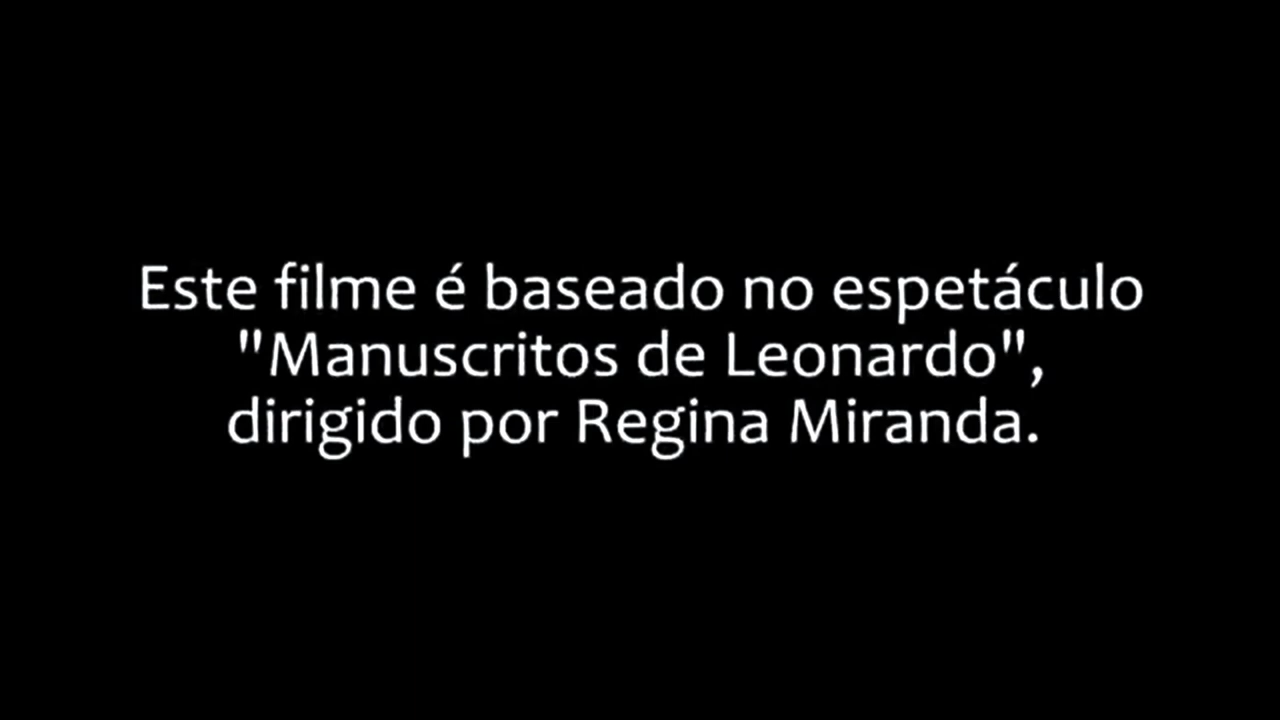 Este filme é baseado no espetáculo
"Manuscritos de Leonardo",
dirigido por Regina Miranda.